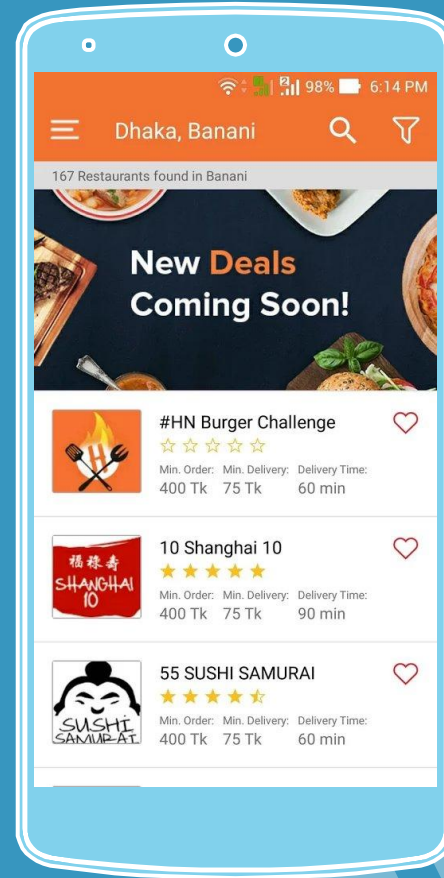 98% 6:14 PM
Dhaka, Banani
167 Restaurants found in Banani
New Deals
Coming Soon!
#HN Burger Challenge
Min. Order: Min. Delivery: Delivery Time:
400 Tk 75 Tk 60 min
福祿寿
SHANGHAI
10
10 Shanghai 10
Min. Order: Min. Delivery: Delivery Time:
400 Tk 75 Tk 90 min
SUSHI
SAMURAI
55 SUSHI SAMURAI
Min. Order: Min. Delivery: Delivery Time:
400 Tk 75 Tk 60 min